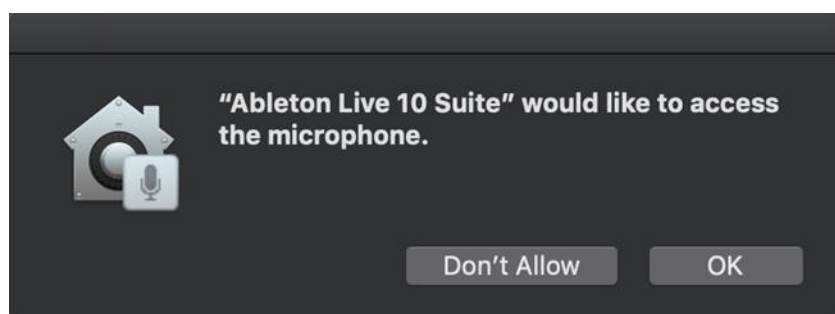 “Ableton Live 10 Suite” would like to access
the microphone.
Don’t Allow
OK